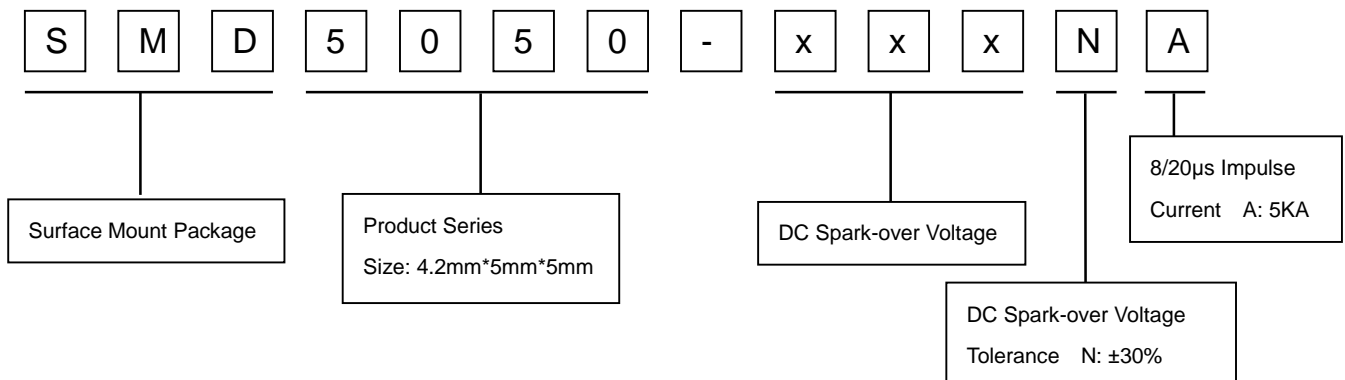 S M D 5 0 5 0 - x x x N A
8/20μs Impulse
Current A: 5KA
Surface Mount Package
Product Series
Size: 4.2mm*5mm*5mm
DC Spark-over Voltage
DC Spark-over Voltage
Tolerance N: ±30%